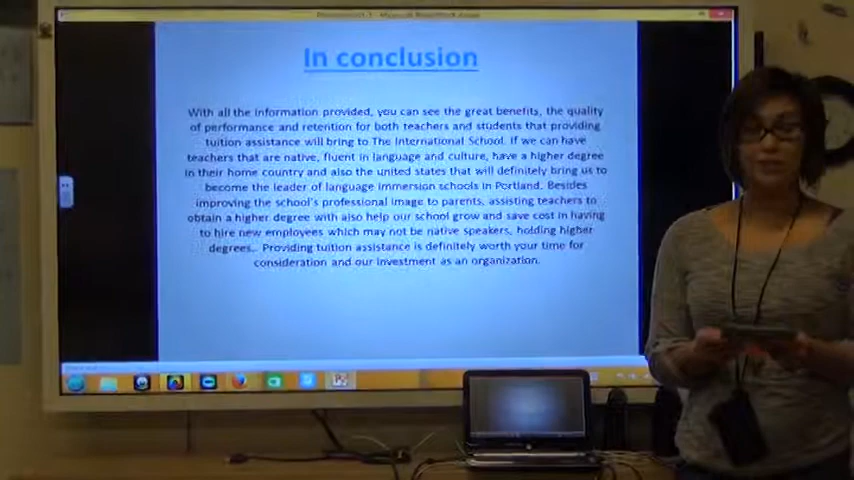 In conclusion
With all the information provided, you can see the great benefits, the quality
of performance and retention for both teachers and students that providing
tuition assistance will bring to The International School. If we can have
teachers that are native, fluent in language and culture, have a higher degree
in their home country and also the united states that will definitely bring us to
become the leader of language immersion schools in Portland. Besides
improving the school's professional image to parents, assisting teachers to
obtain a higher degree with also help our school grow and save cost in having
to hire new employees which may not be native speakers, holding higher
degrees.. Providing tuition assistance is definitely worth your time for
consideration and our investment as an organization.